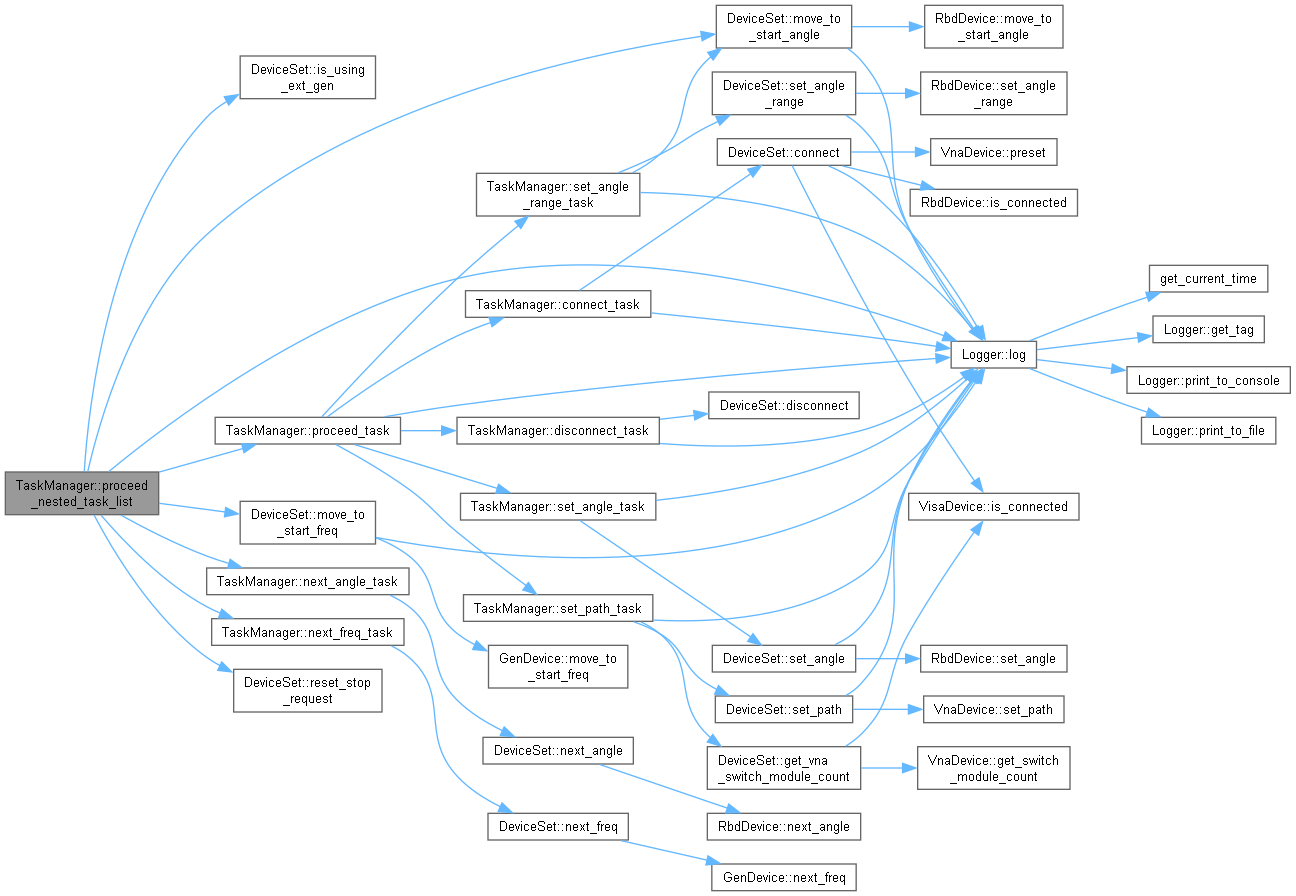 TaskManager::proceed
_nested_task_list
DeviceSet::is_using
_ext_gen
TaskManager::proceed_task
DeviceSet::move_to
_start_freq
TaskManager::next_angle_task
TaskManager::next_freq_task
DeviceSet::reset_stop
_request
TaskManager::set_angle
_range_task
TaskManager::connect_task
TaskManager::disconnect_task
TaskManager::set_angle_task
TaskManager::set_path_task
GenDevice::move_to
_start_freq
DeviceSet::next_angle
DeviceSet::next_freq
DeviceSet::move_to
_start_angle
DeviceSet::set_angle
_range
DeviceSet::connect
DeviceSet::disconnect
DeviceSet::set_angle
DeviceSet::set_path
DeviceSet::get_vna
_switch_module_count
RbdDevice::next_angle
GenDevice::next_freq
RbdDevice::move_to
_start_angle
RbdDevice::set_angle
_range
VnaDevice::preset
RbdDevice::is_connected
Logger::log
VisaDevice::is_connected
RbdDevice::set_angle
VnaDevice::set_path
VnaDevice::get_switch
_module_count
get_current_time
Logger::get_tag
Logger::print_to_console
Logger::print_to_file